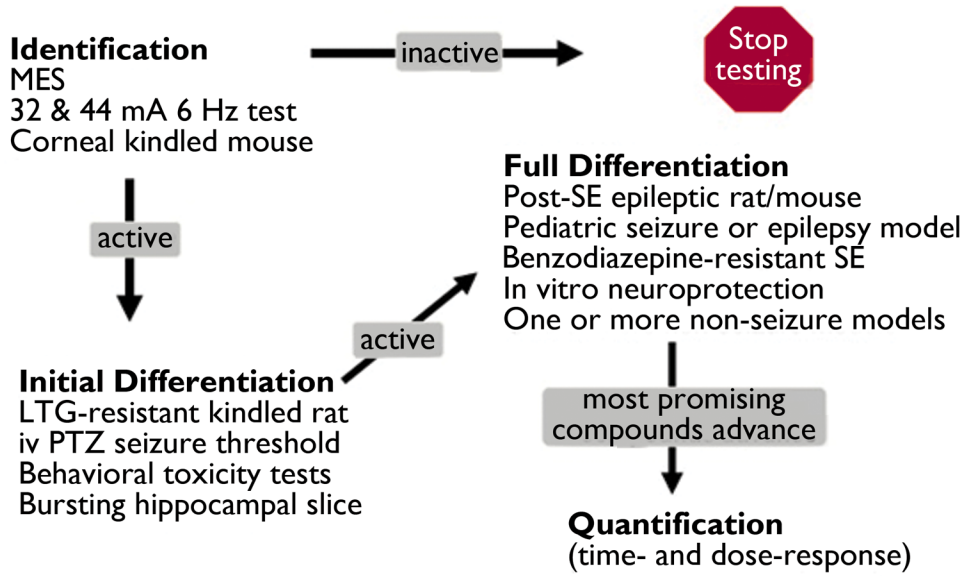 Identification
MES
32 & 44 mA 6 Hz test
Corneal kindled mouse
inactive
Stop
testing
active
Initial Differentiation
LTG-resistant kindled rat
iv PTZ seizure threshold
Behavioral toxicity tests
Bursting hippocampal slice
active
Full Differentiation
Post-SE epileptic rat/mouse
Pediatric seizure or epilepsy model
Benzodiazepine-resistant SE
In vitro neuroprotection
One or more non-seizure models
most promising
compounds advance
Quantification
(time- and dose-response)